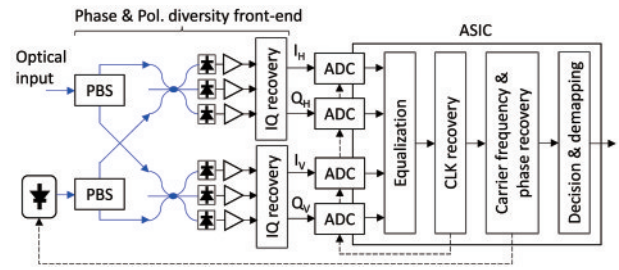 Phase & Pol. diversity front-end
ASIC
Optical
input
PBS
PBS
IQ recovery
IQ recovery
I_H
Q_H
I_V
Q_V
ADC
ADC
ADC
ADC
Equalization
CLK recovery
Carrier frequency &
phase recovery
Decision & demapping